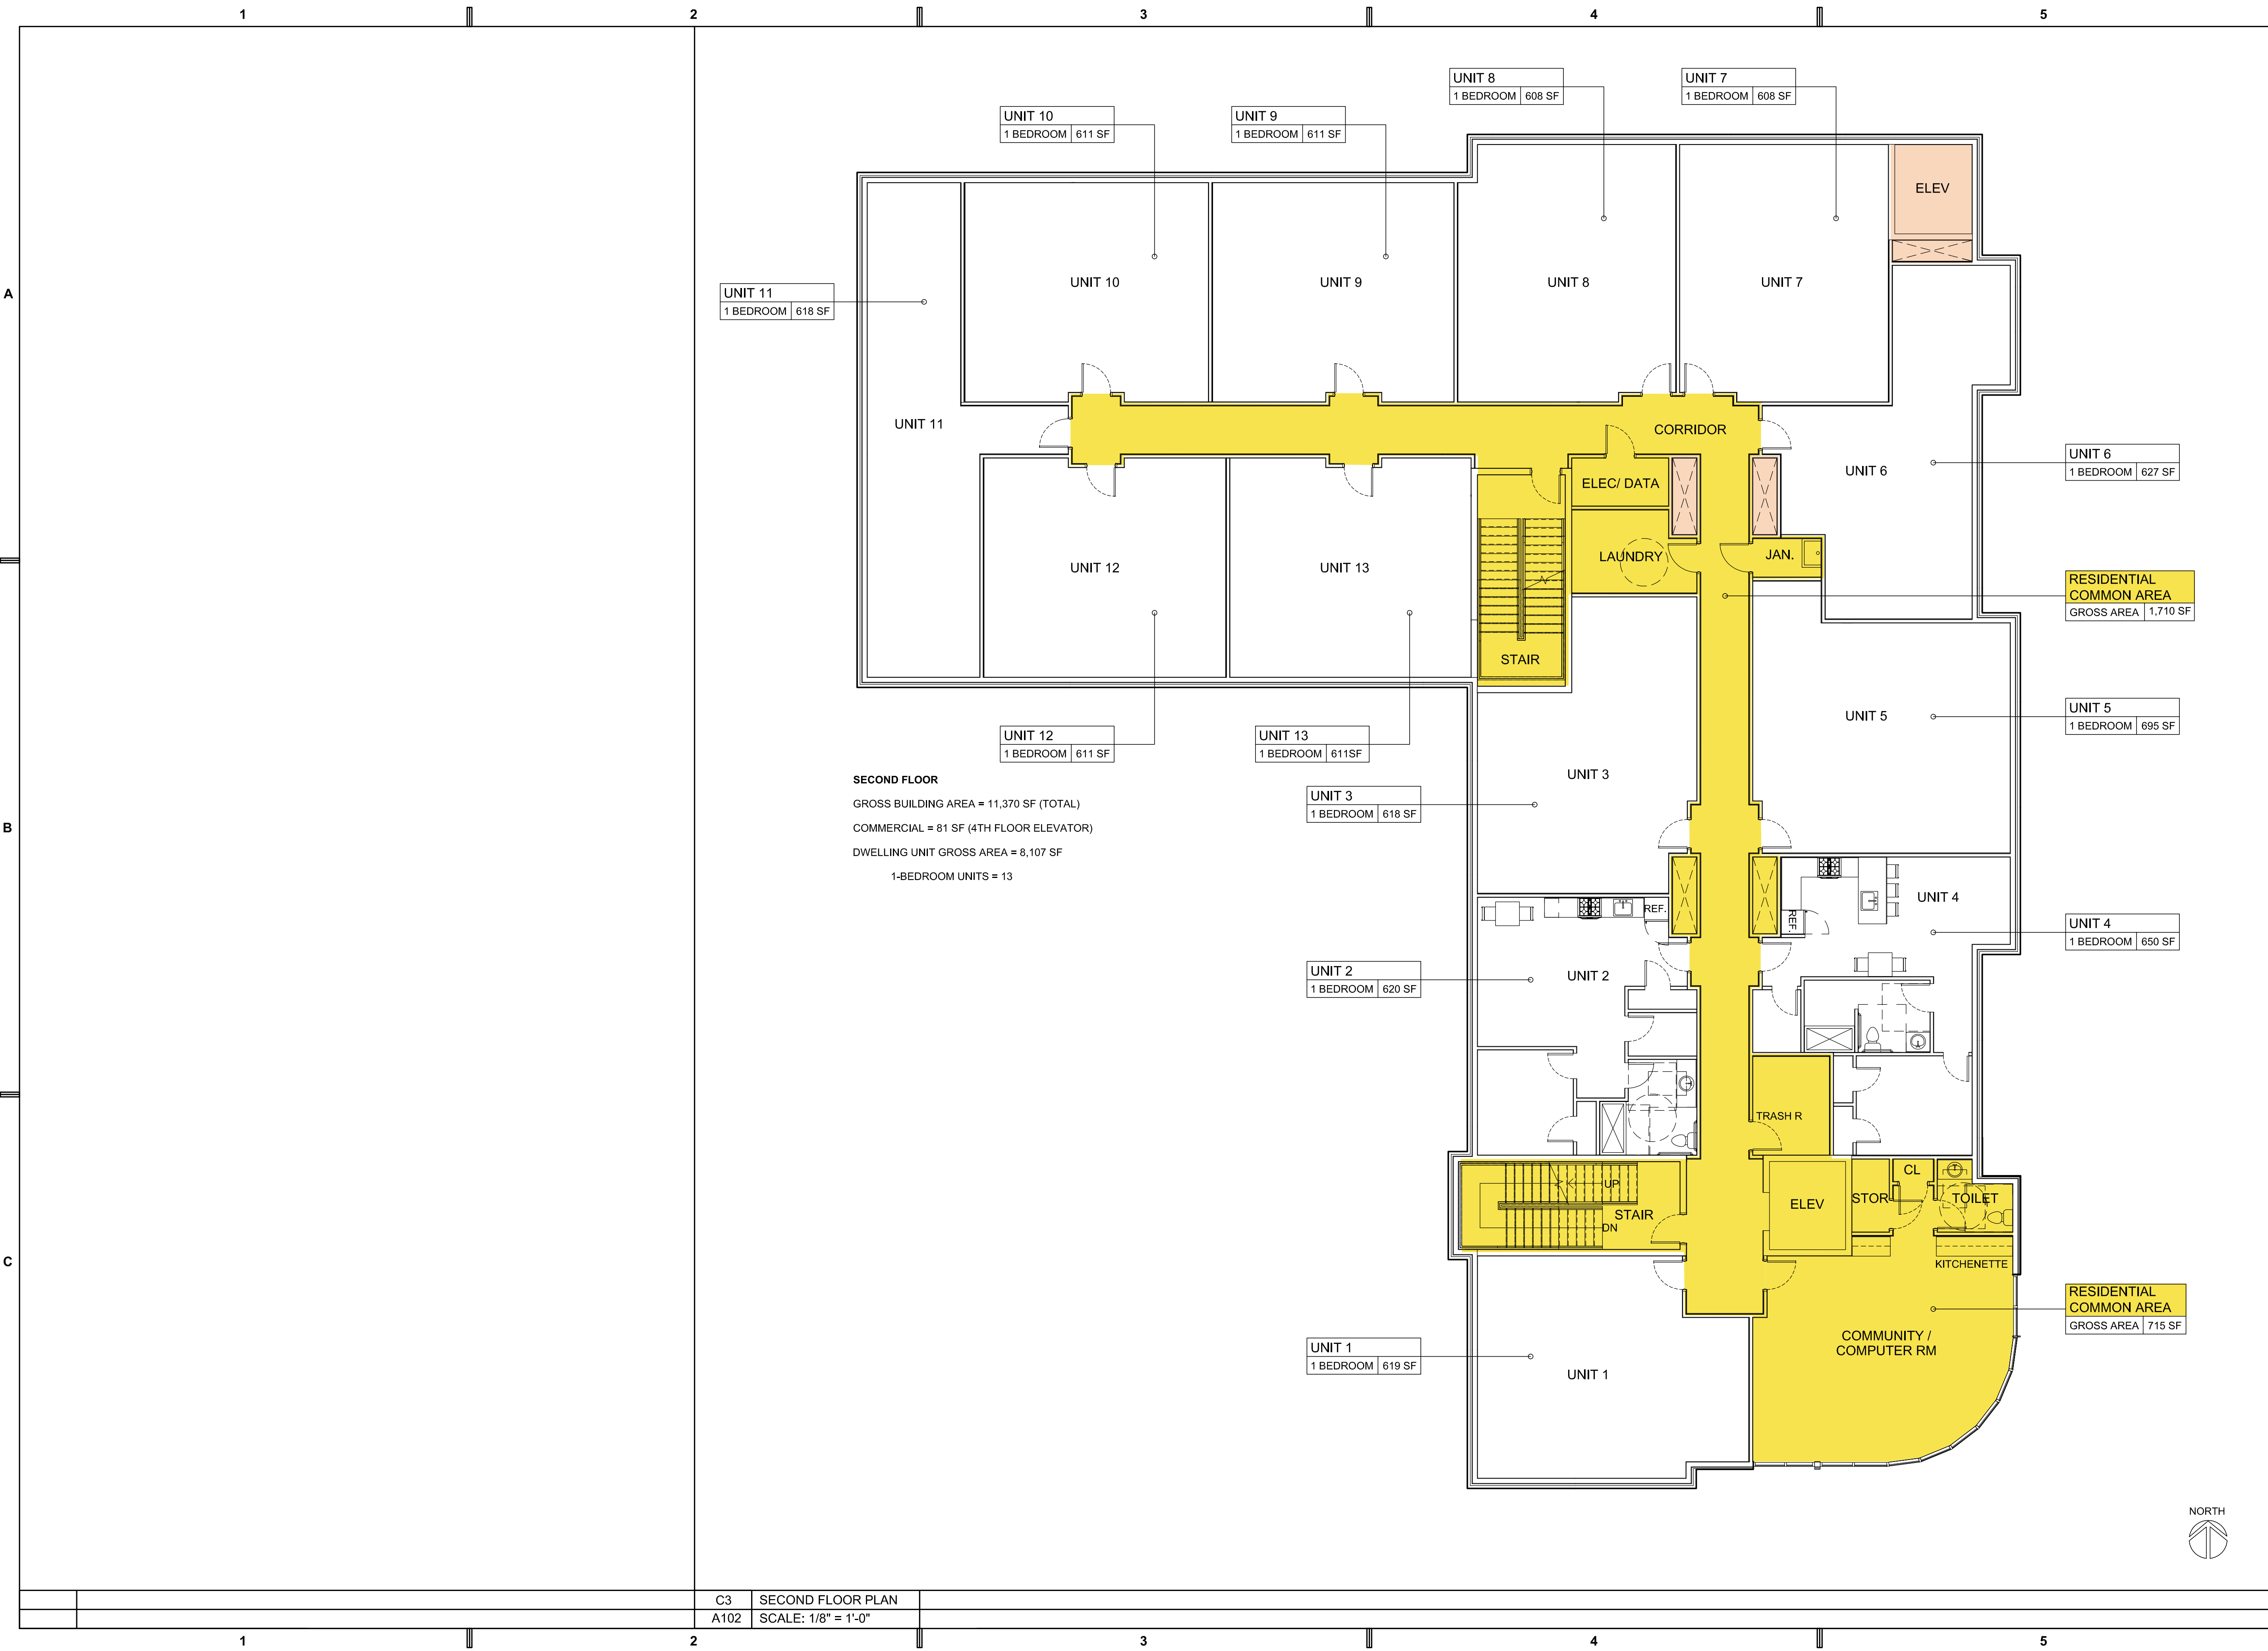 1 2 3 4 5
UNIT 8
1 BEDROOM 608 SF
UNIT 7
1 BEDROOM 608 SF
UNIT 10
1 BEDROOM 611 SF
UNIT 9
1 BEDROOM 611 SF
ELEV
A
UNIT 10
UNIT 9
UNIT 8
UNIT 7
UNIT 11
1 BEDROOM 618 SF
UNIT 11
CORRIDOR
UNIT 6
1 BEDROOM 627 SF
UNIT 6
ELEC/ DATA
LAUNDRY
JAN.
UNIT 12
UNIT 13
RESIDENTIAL
COMMON AREA
GROSS AREA 1,710 SF
STAIR
UNIT 5
UNIT 5
1 BEDROOM 695 SF
UNIT 12
1 BEDROOM 611 SF
UNIT 13
1 BEDROOM 611SF
UNIT 3
SECOND FLOOR
GROSS BUILDING AREA = 11,370 SF (TOTAL)
COMMERCIAL = 81 SF (4TH FLOOR ELEVATOR)
DWELLING UNIT GROSS AREA = 8,107 SF
1-BEDROOM UNITS = 13
UNIT 3
1 BEDROOM 618 SF
B
UNIT 4
REF.
REF.
UNIT 4
1 BEDROOM 650 SF
UNIT 2
1 BEDROOM 620 SF
UNIT 2
TRASH R
CL
UP
STAIR
DN
ELEV
STOR
TOILET
C
KITCHENETTE
RESIDENTIAL
COMMON AREA
GROSS AREA 715 SF
COMMUNITY /
COMPUTER RM
UNIT 1
1 BEDROOM 619 SF
UNIT 1
NORTH
C3 SECOND FLOOR PLAN
A102 SCALE: 1/8" = 1'-0"
1 2 3 4 5